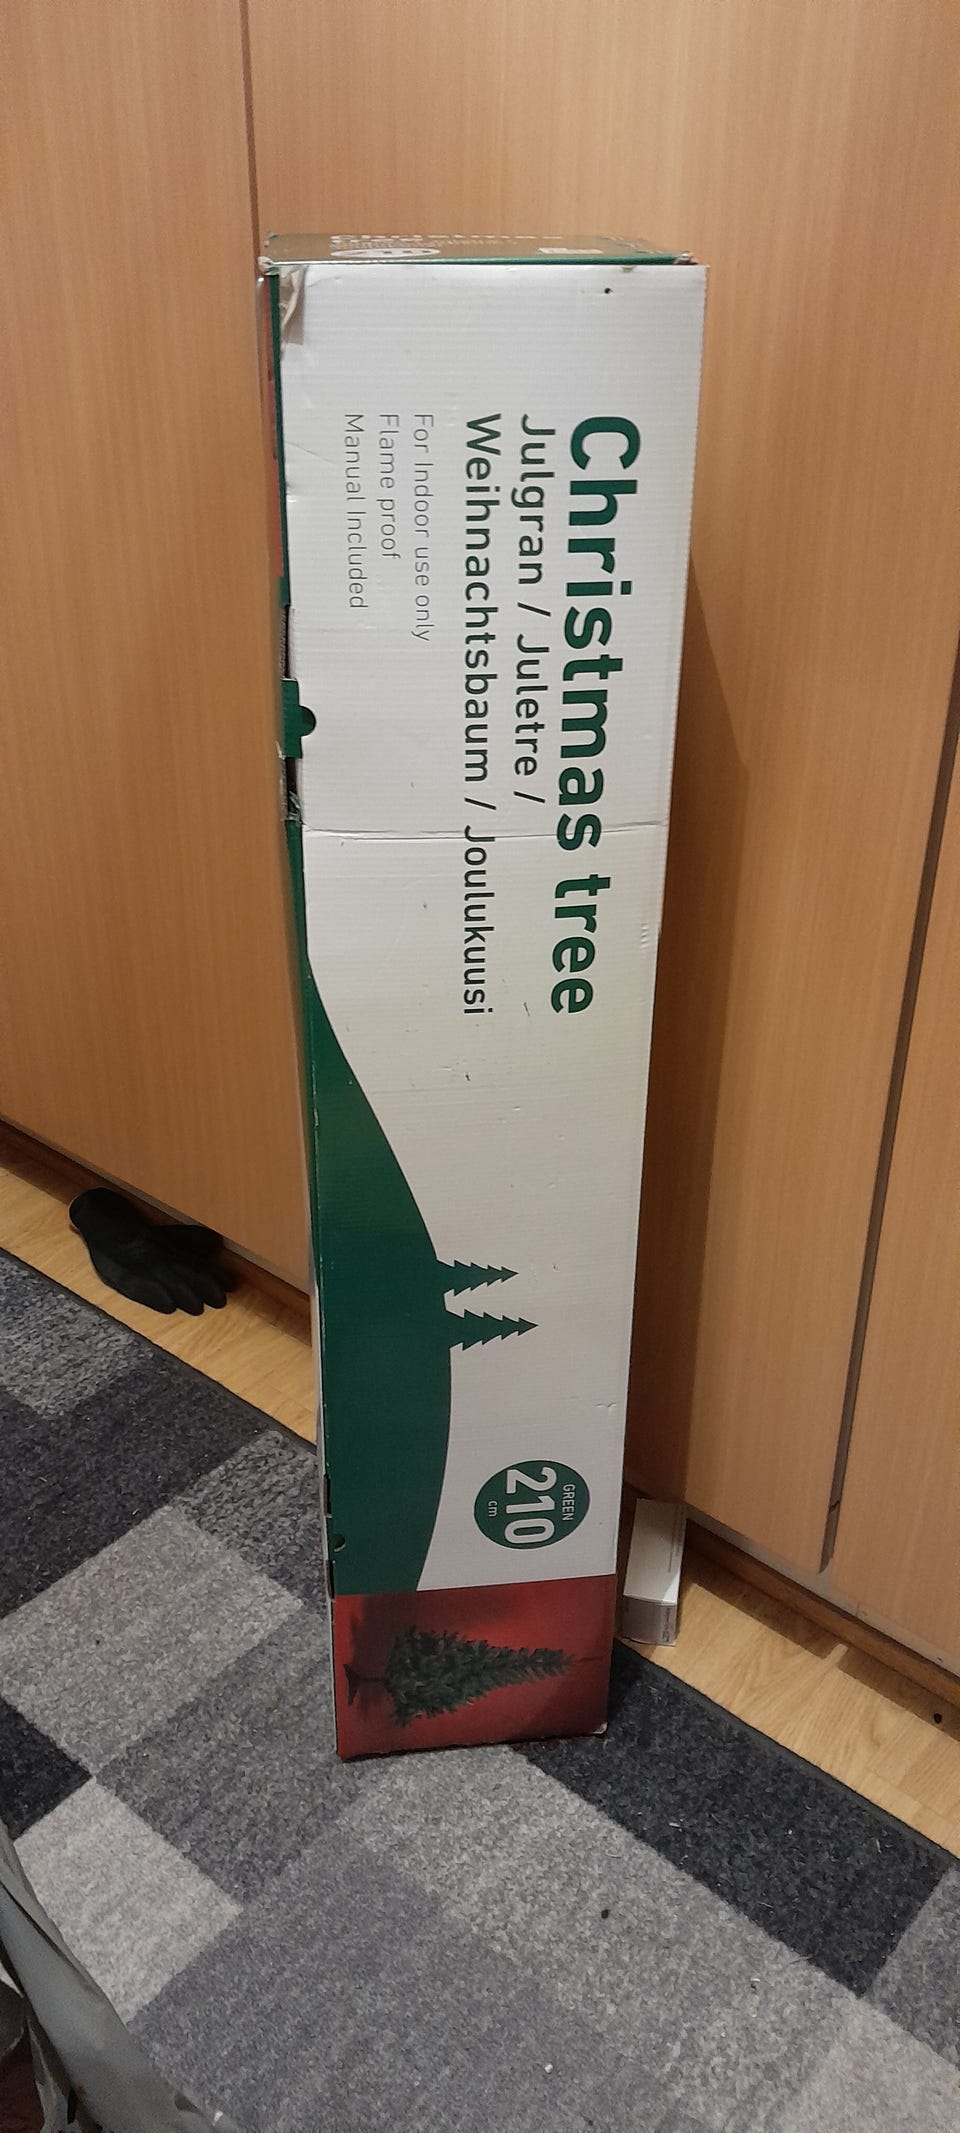 Christmas tree
Julgran / Juletre /
Weihnachtsbaum / Joulukuusi
For Indoor use only
Flame proof
Manual Included
GREEN
210
cm